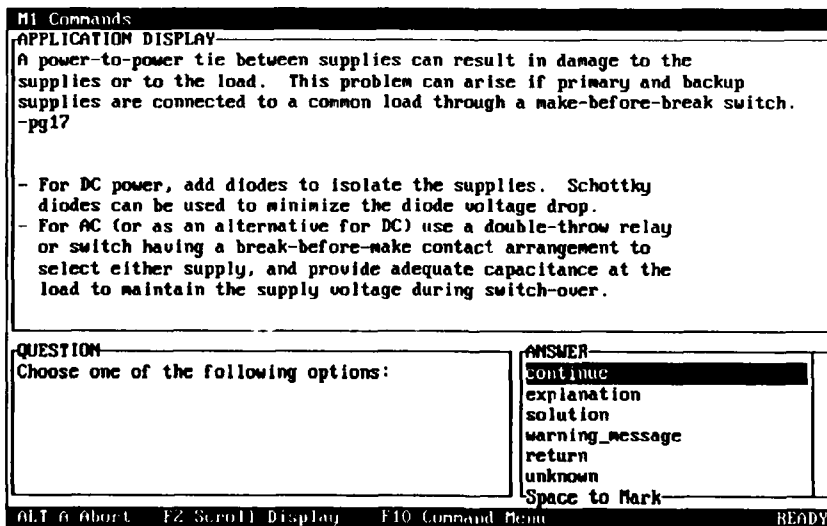 M1 Commands
APPLICATION DISPLAY
A power-to-power tie between supplies can result in damage to the
supplies or to the load. This problem can arise if primary and backup
supplies are connected to a common load through a make-before-break switch.
-pg17
- For DC power, add diodes to isolate the supplies. Schottky
diodes can be used to minimize the diode voltage drop.
- For AC (or as an alternative for DC) use a double-throw relay
or switch having a break-before-make contact arrangement to
select either supply, and provide adequate capacitance at the
load to maintain the supply voltage during switch-over.
QUESTION
Choose one of the following options:
ANSWER
continue
explanation
solution
warning_message
return
unknown
Space to Mark
ALT A Abort F2 Scroll Display F10 Command Menu READY